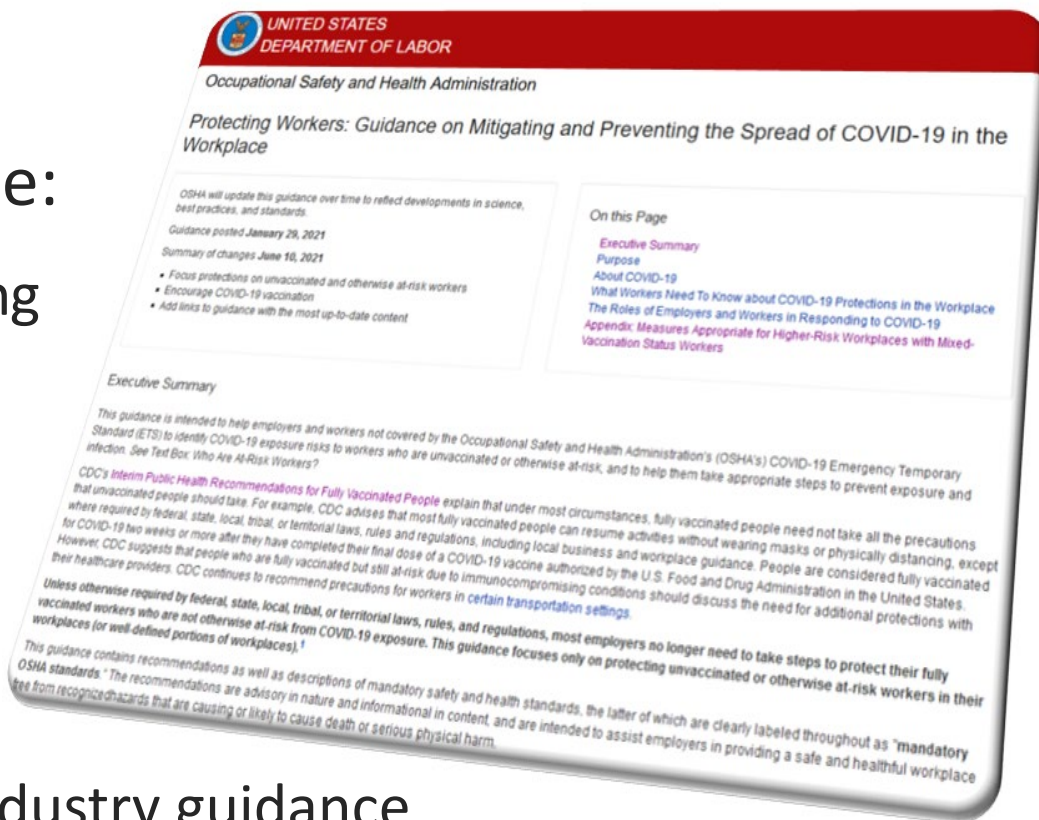 UNITED STATES
DEPARTMENT OF LABOR
Occupational Safety and Health Administration
Protecting Workers: Guidance on Mitigating and Preventing the Spread of COVID-19 in the
Workplace
e:
ng
OSHA will update this guidance over time to reflect developments in science,
best practices, and standards.
Guidance posted January 29, 2021
Summary of changes June 10, 2021
• Focus protections on unvaccinated and otherwise at-risk workers
• Encourage COVID-19 vaccination
• Add links to guidance with the most up-to-date content
On this Page
Executive Summary
Purpose
About COVID-19
What Workers Need To Know about COVID-19 Protections in the Workplace
The Roles of Employers and Workers in Responding to COVID-19
Appendix: Measures Appropriate for Higher-Risk Workplaces with Mixed-
Vaccination Status Workers
Executive Summary
This guidance is intended to help employers and workers not covered by the Occupational Safety and Health Administration's (OSHA's) COVID-19 Emergency Temporary
Standard (ETS) to identify COVID-19 exposure risks to workers who are unvaccinated or otherwise at-risk, and to help them take appropriate steps to prevent exposure and
infection. See Text Box: Who Are At-Risk Workers?
CDC's Interim Public Health Recommendations for Fully Vaccinated People explain that under most circumstances, fully vaccinated people need not take all the precautions
that unvaccinated people should take. For example, CDC advises that most fully vaccinated people can resume activities without wearing masks or physically distancing, except
where required by federal, state, local, tribal, or territorial laws, rules and regulations, including local business and workplace guidance. People are considered fully vaccinated
for COVID-19 two weeks or more after they have completed their final dose of a COVID-19 vaccine authorized by the U.S. Food and Drug Administration in the United States.
However, CDC suggests that people who are fully vaccinated but still at-risk due to immunocompromising conditions should discuss the need for additional protections with
their healthcare providers. CDC continues to recommend precautions for workers in certain transportation settings.
Unless otherwise required by federal, state, local, tribal, or territorial laws, rules, and regulations, most employers no longer need to take steps to protect their fully
vaccinated workers who are not otherwise at-risk from COVID-19 exposure. This guidance focuses only on protecting unvaccinated or otherwise at-risk workers in their
workplaces (or well-defined portions of workplaces).¹
This guidance contains recommendations as well as descriptions of mandatory safety and health standards, the latter of which are clearly labeled throughout as "mandatory
OSHA standards." The recommendations are advisory in nature and informational in content, and are intended to assist employers in providing a safe and healthful workplace
free from recognizedhazards that are causing or likely to cause death or serious physical harm.
dustry guidance